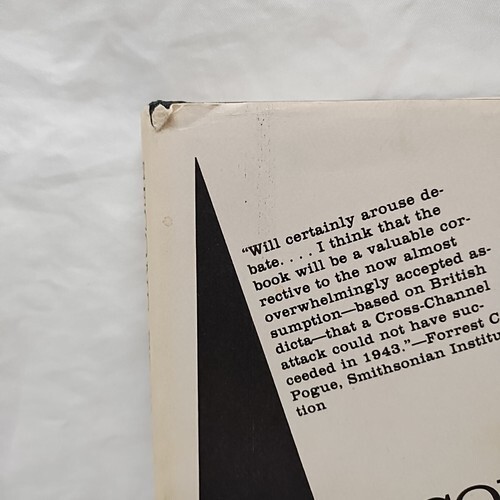 "Will certainly arouse de-
bate. . . . I think that the
book will be a valuable cor-
rective to the now almost
overwhelmingly accepted as-
sumption—based on British
dicta—that a Cross-Channel
attack could not have suc-
ceeded in 1943."—Forrest C
Pogue, Smithsonian Institu
tion